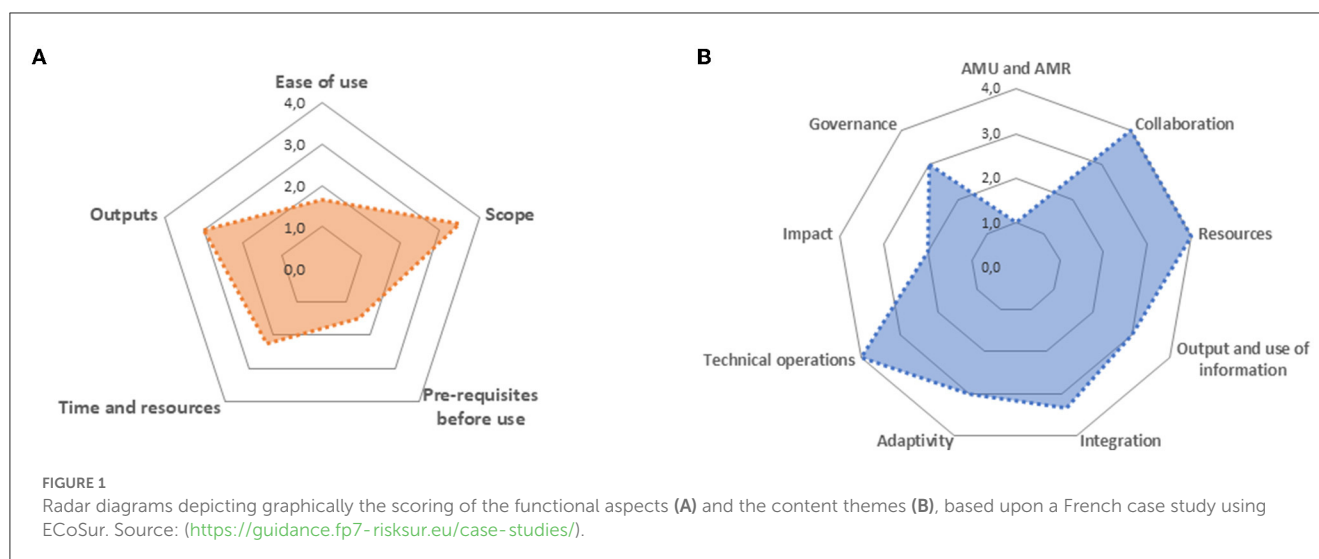 A
Ease of use
4,0
3,0
2,0
1,0
0,0
Scope
Pre-requisites
before use
Time and resources
Outputs
B
AMU and AMR
4,0
3,0
2,0
1,0
0,0
Collaboration
Resources
Output and use of
information
Integration
Adaptivity
Technical operations
Impact
Governance
FIGURE 1
Radar diagrams depicting graphically the scoring of the functional aspects (A) and the content themes (B), based upon a French case study using
ECoSur. Source: (https://guidance.fp7-risksur.eu/case-studies/).